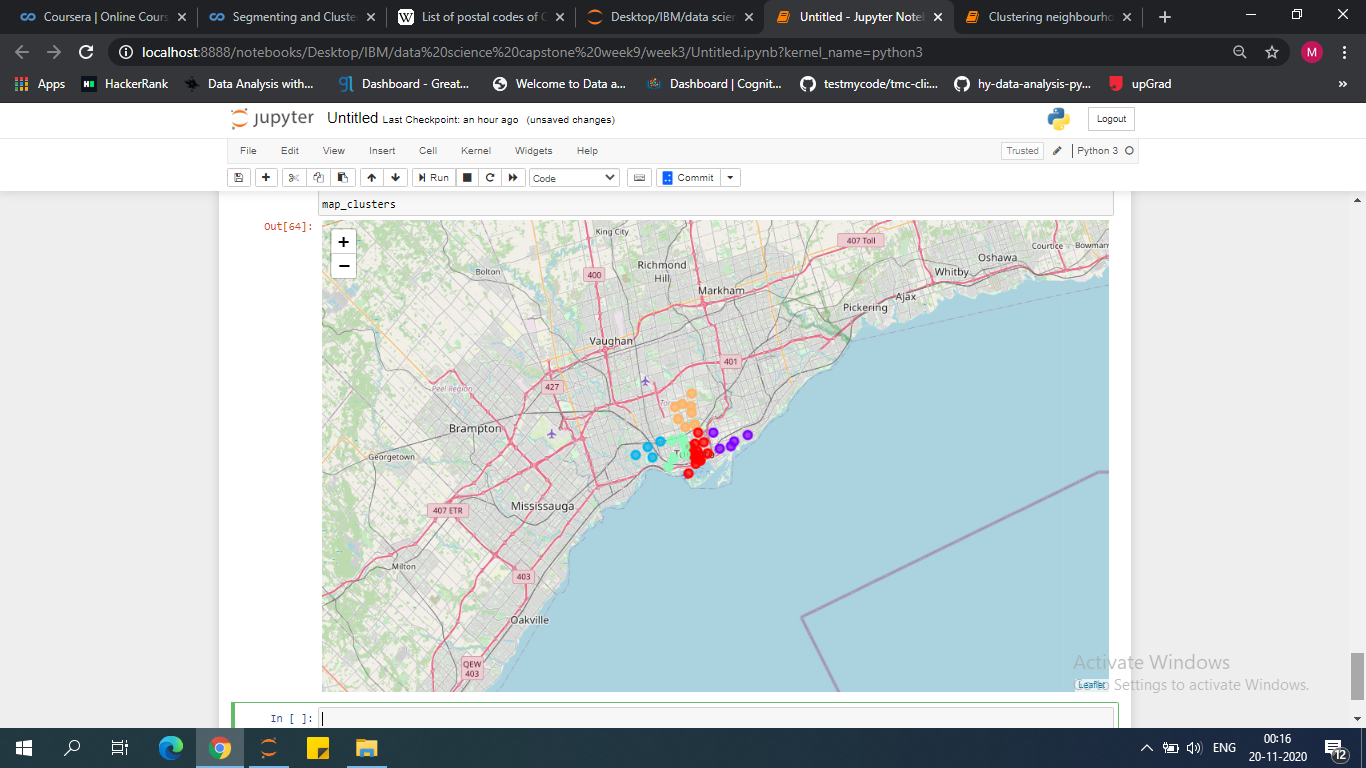 Coursera | Online Cours
Segmenting and Cluste
List of postal codes of C
Desktop/IBM/data scien
Untitled - Jupyter Noteb
Clustering neighbourho
localhost:8888/notebooks/Desktop/IBM/data%20science%20capstone%20week9/week3/Untitled.ipynb?kernel_name=python3
M
Apps
HackerRank
Data Analysis with...
Dashboard - Great...
Welcome to Data a...
Dashboard | Cognit...
testmycode/tmc-cli:...
hy-data-analysis-py...
upGrad
»
jupyter Untitled Last Checkpoint: an hour ago (unsaved changes)
Logout
File Edit View Insert Cell Kernel Widgets Help
Trusted
Python 3
Run
Code
Commit
map_clusters
Out[64]:
+
−
King City
407 Toll
Courtice
Bowman
Oshawa
Whitby
Bolton
400
Richmond
Hill
Markham
Ajax
Pickering
Vaughan
401
427
Peel Region
Brampton
Georgetown
407 ETR
Mississauga
Milton
403
Oakville
QEW
403
Activate Windows
Go to Settings to activate Windows.
Leaflet
In [ ]:
ENG
00:16
20-11-2020
12